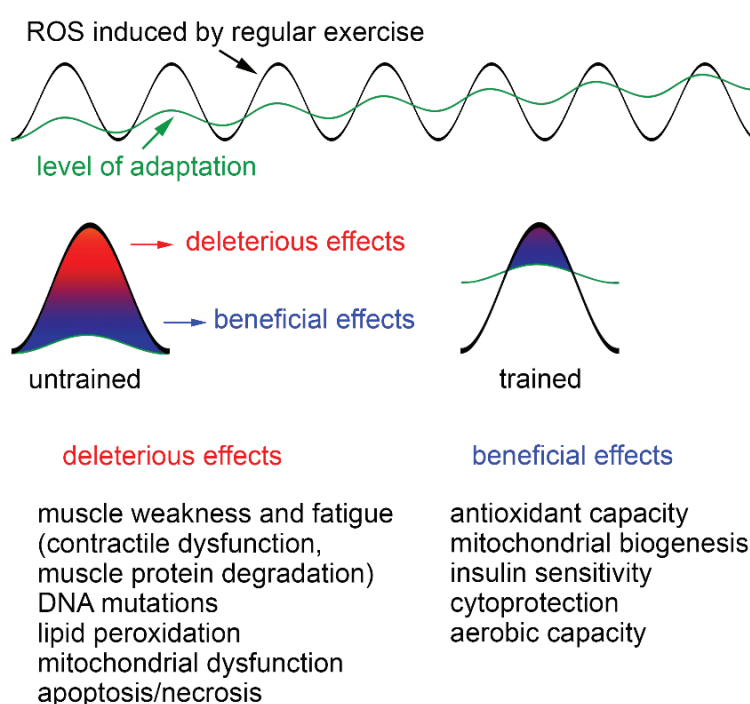 ROS induced by regular exercise
level of adaptation
deleterious effects
beneficial effects
untrained
trained
deleterious effects
muscle weakness and fatigue
(contractile dysfunction,
muscle protein degradation)
DNA mutations
lipid peroxidation
mitochondrial dysfunction
apoptosis/necrosis
beneficial effects
antioxidant capacity
mitochondrial biogenesis
insulin sensitivity
cytoprotection
aerobic capacity